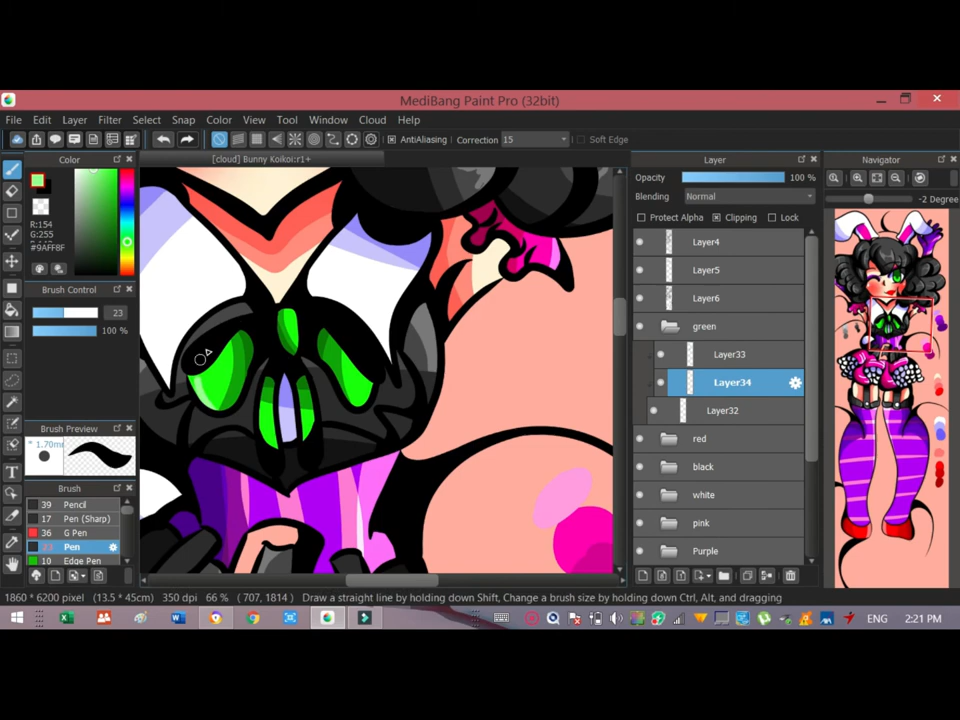 MediBang Paint Pro (32bit)
File Edit Layer Filter Select Snap Color View Tool Window Cloud Help
AntiAliasing Correction 15 Soft Edge
Color
[cloud] Bunny Koikoi:r1+
Layer
Navigator
Opacity 100 %
Blending Normal
-2 Degree
Protect Alpha Clipping Lock
R:154
G:255
#9AFF8F
Brush Control
23
100 %
Layer4
Layer5
Layer6
green
Layer33
Layer34
Layer32
red
black
white
pink
Purple
Brush Preview
Brush
39 Pencil
17 Pen (Sharp)
36 G Pen
23 Pen
10 Edge Pen
1860 * 6200 pixel (13.5 * 45cm) 350 dpi 66 % ( 707, 1814 ) Draw a straight line by holding down Shift, Change a brush size by holding down Ctrl, Alt, and dragging
ENG 2:21 PM